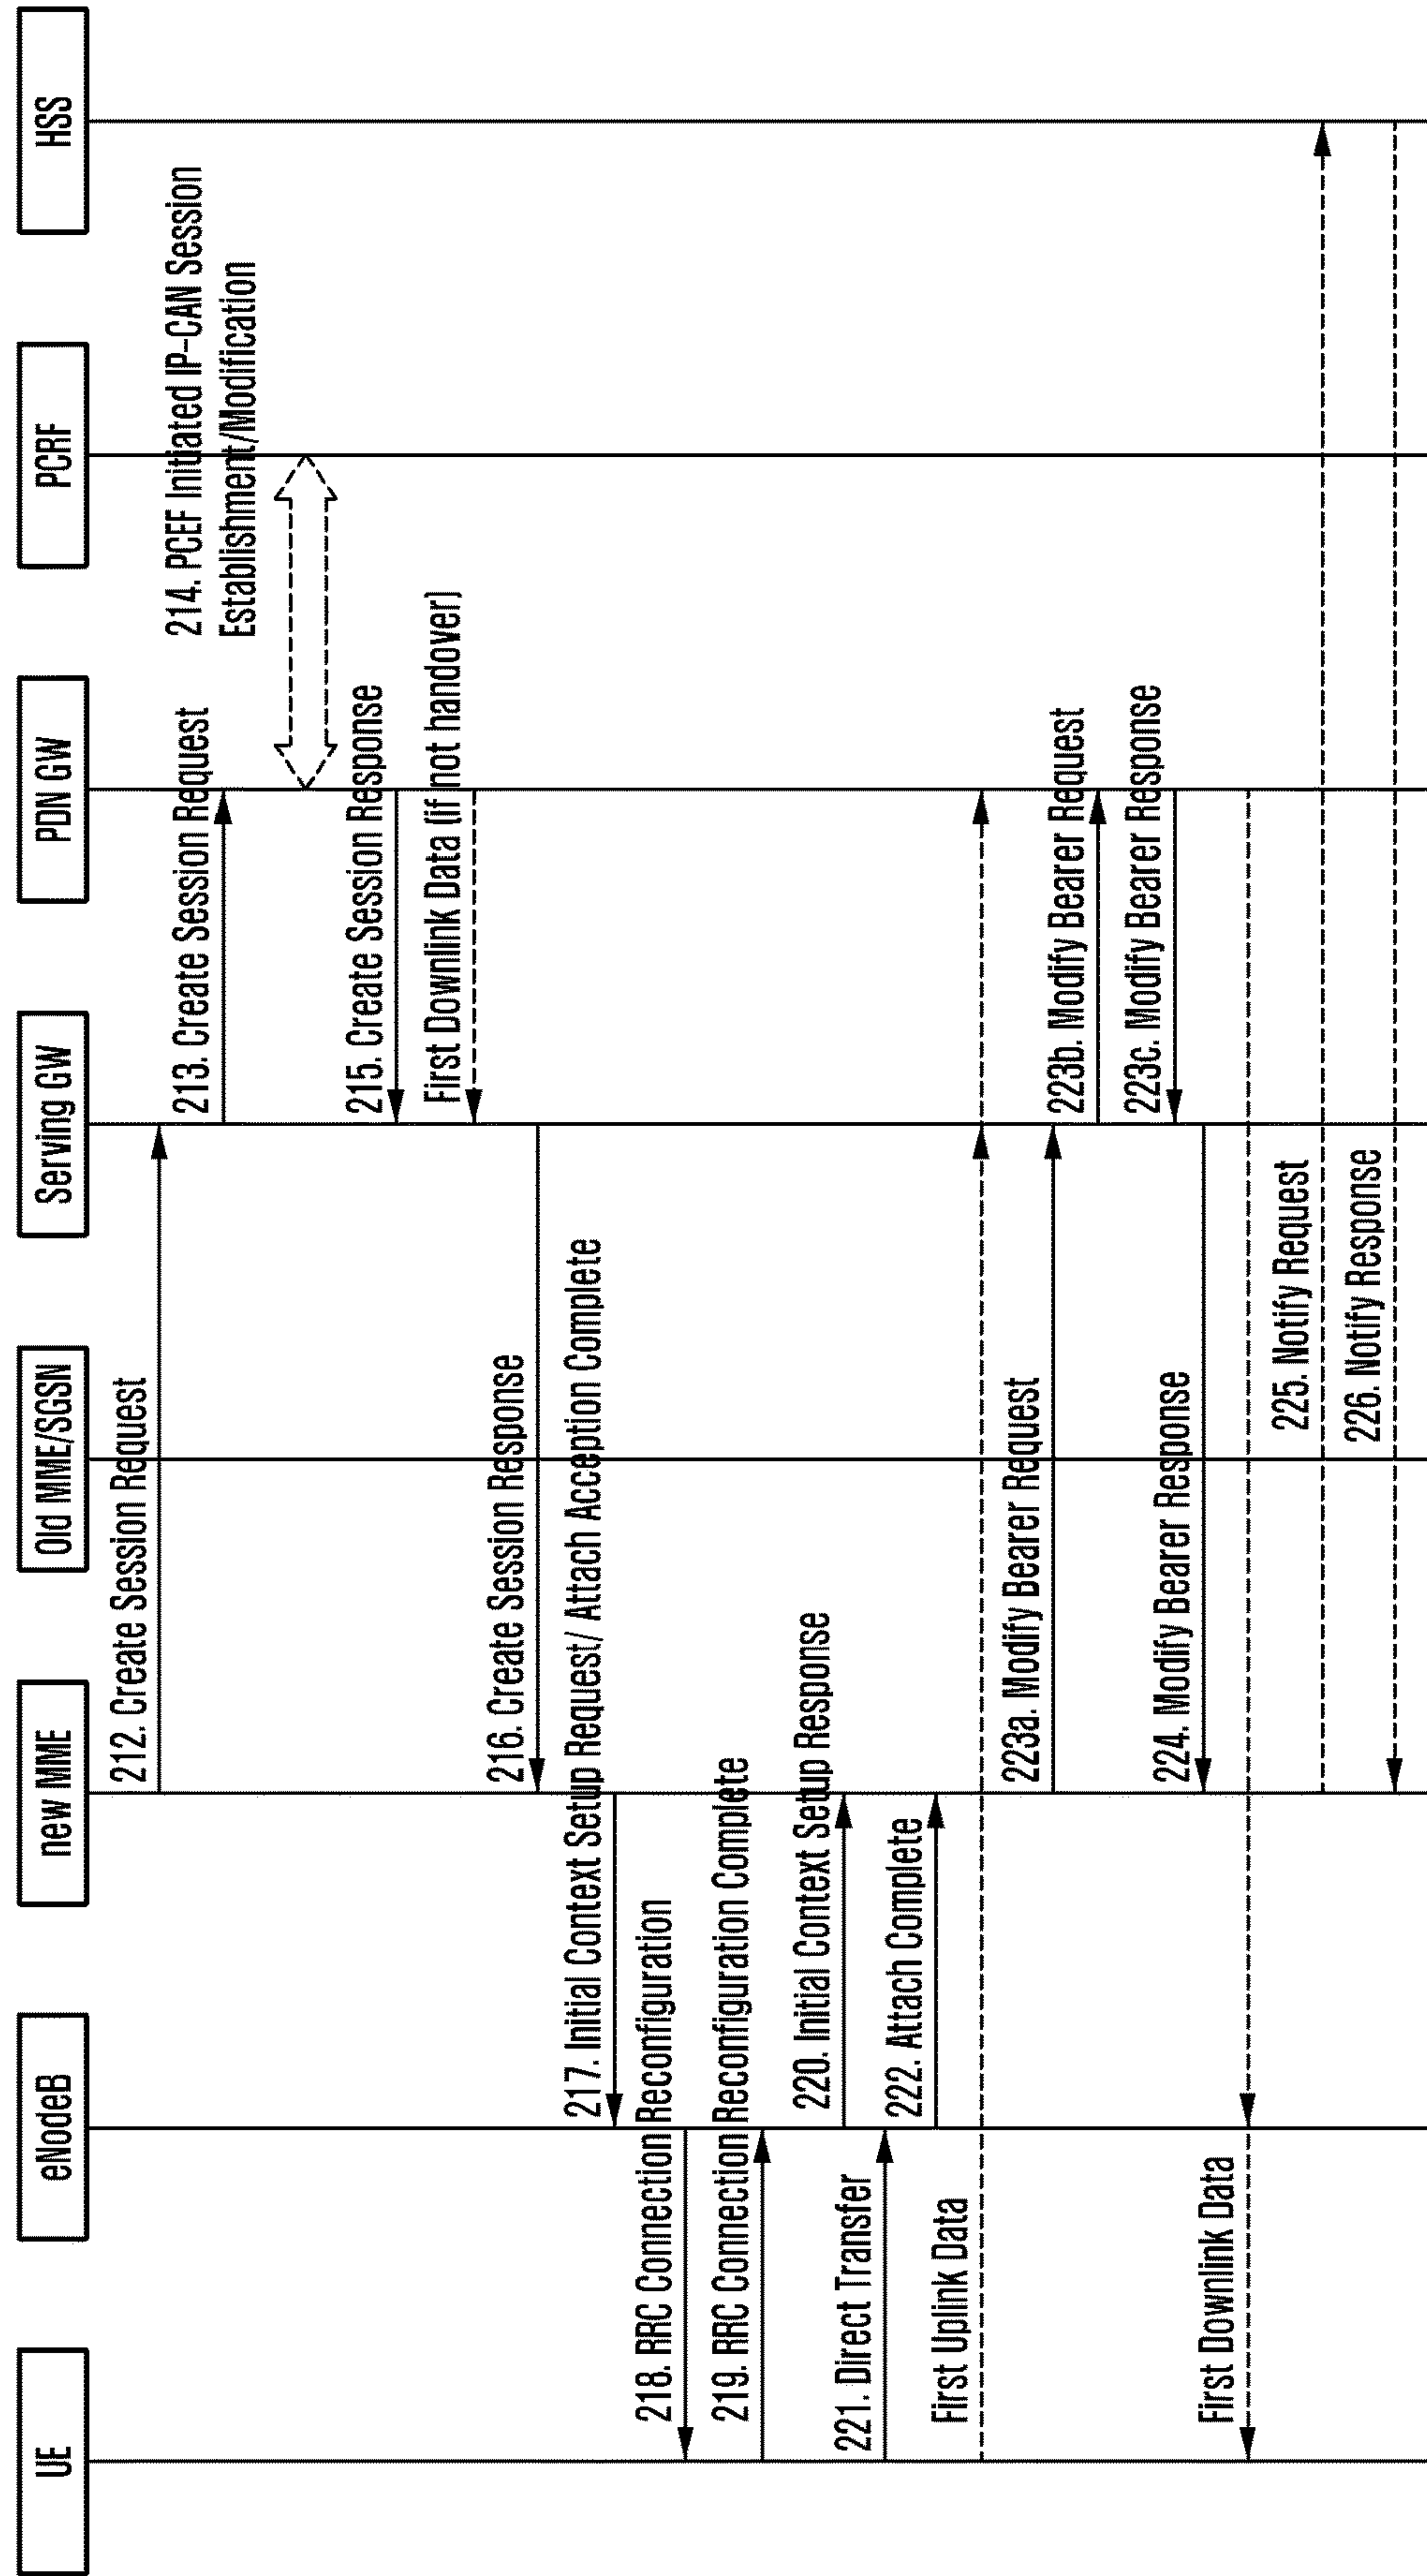 UE
eNodeB
new MME
Old MME/SGSN
Serving GW
PDN GW
PCRF
HSS
212. Create Session Request
213. Create Session Request
214. PCEF Initiated IP-CAN Session
Establishment/Modification
215. Create Session Response
First Downlink Data (if not handover)
216. Create Session Response
217. Initial Context Setup Request/ Attach Acception Complete
218. RRC Connection Reconfiguration
219. RRC Connection Reconfiguration Complete
220. Initial Context Setup Response
221. Direct Transfer
222. Attach Complete
First Uplink Data
223a. Modify Bearer Request
223b. Modify Bearer Request
223c. Modify Bearer Response
224. Modify Bearer Response
First Downlink Data
225. Notify Request
226. Notify Response